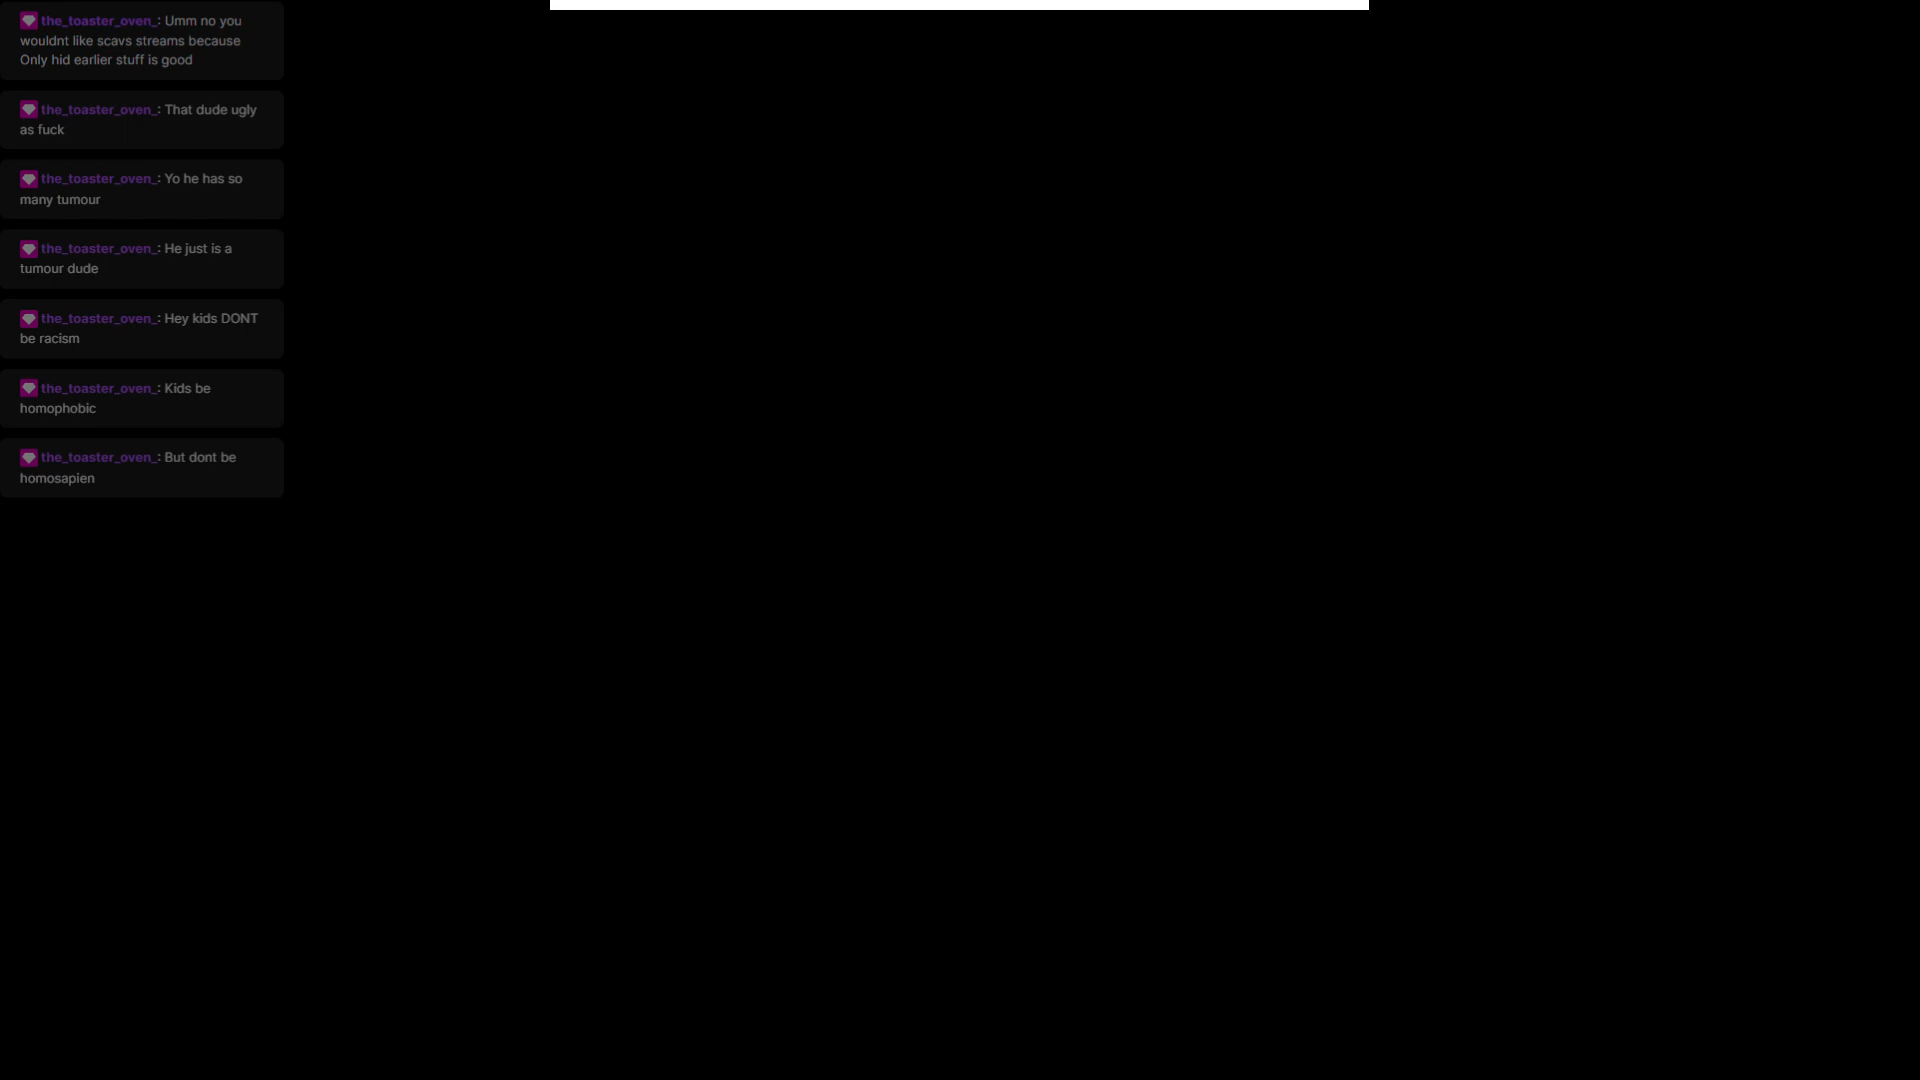 the_toaster_oven_: Umm no you
wouldnt like scavs streams because
Only hid earlier stuff is good
the_toaster_oven_: That dude ugly
as fuck
the_toaster_oven_: Yo he has so
many tumour
the_toaster_oven_: He just is a
tumour dude
the_toaster_oven_: Hey kids DONT
be racism
the_toaster_oven_: Kids be
homophobic
the_toaster_oven_: But dont be
homosapien